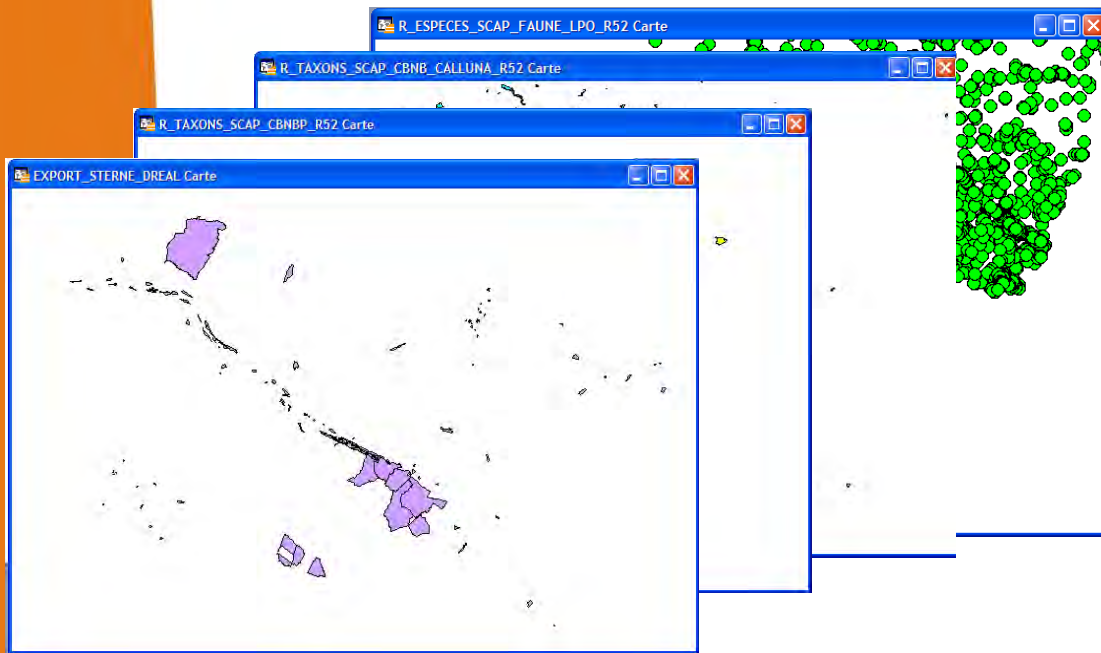 R_ESPECES_SCAP_FAUNE_LPO_R52 Carte
R_TAXONS_SCAP_CBNB_CALLUNA_R52 Carte
R_TAXONS_SCAP_CBNBP_R52 Carte
EXPORT_STERNE_DREAL Carte